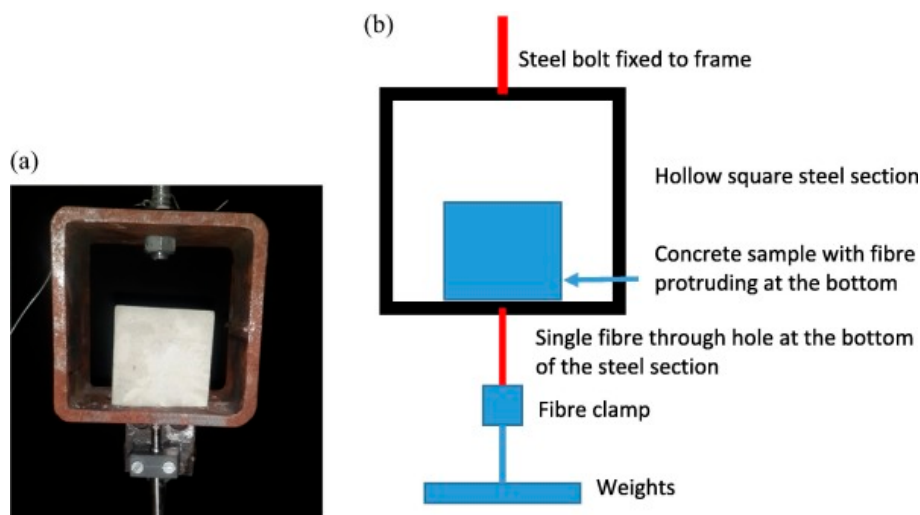 (b)
Steel bolt fixed to frame
(a)
Hollow square steel section
Concrete sample with fibre
protruding at the bottom
Single fibre through hole at the bottom
of the steel section
Fibre clamp
Weights